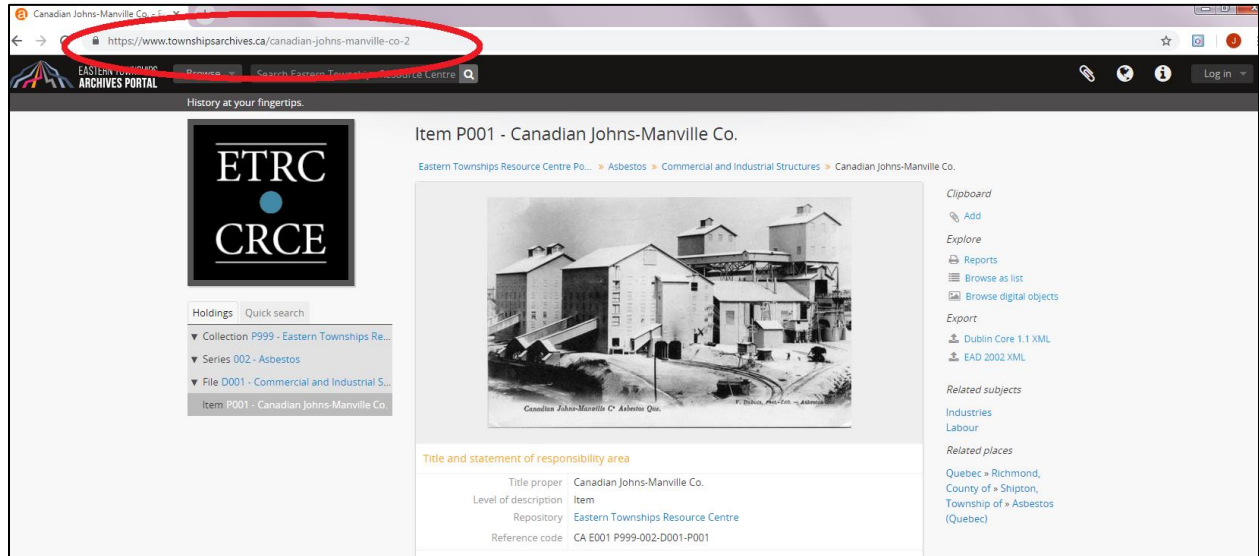 Canadian Johns-Manville Co. -
https://www.townshipsarchives.ca/canadian-johns-manville-co-2
EASTERN TOWNSHIPS
ARCHIVES PORTAL
Browse
Search Eastern Townships Resource Centre
Log in
History at your fingertips.
ETRC
CRCE
Holdings Quick search
Collection P999 - Eastern Townships Re...
Series 002 - Asbestos
File D001 - Commercial and Industrial S...
Item P001 - Canadian Johns-Manville Co.
Item P001 - Canadian Johns-Manville Co.
Eastern Townships Resource Centre Po... » Asbestos » Commercial and Industrial Structures » Canadian Johns-Manville Co.
Canadian Johns-Manville Co Asbestos Que.
Title and statement of responsibility area
Title proper Canadian Johns-Manville Co.
Level of description Item
Repository Eastern Townships Resource Centre
Reference code CA E001 P999-002-D001-P001
Clipboard
Add
Explore
Reports
Browse as list
Browse digital objects
Export
Dublin Core 1.1 XML
EAD 2002 XML
Related subjects
Industries
Labour
Related places
Quebec » Richmond,
County of » Shipton,
Township of » Asbestos
(Quebec)